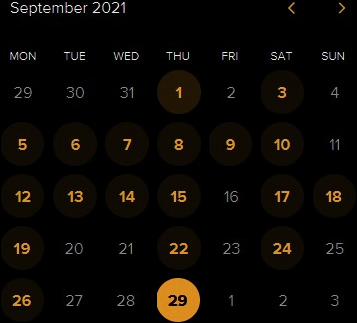 September 2021
MON TUE WED THU FRI SAT SUN
29 30 31 1 2 3 4
5 6 7 8 9 10 11
12 13 14 15 16 17 18
19 20 21 22 23 24 25
26 27 28 29 1 2 3